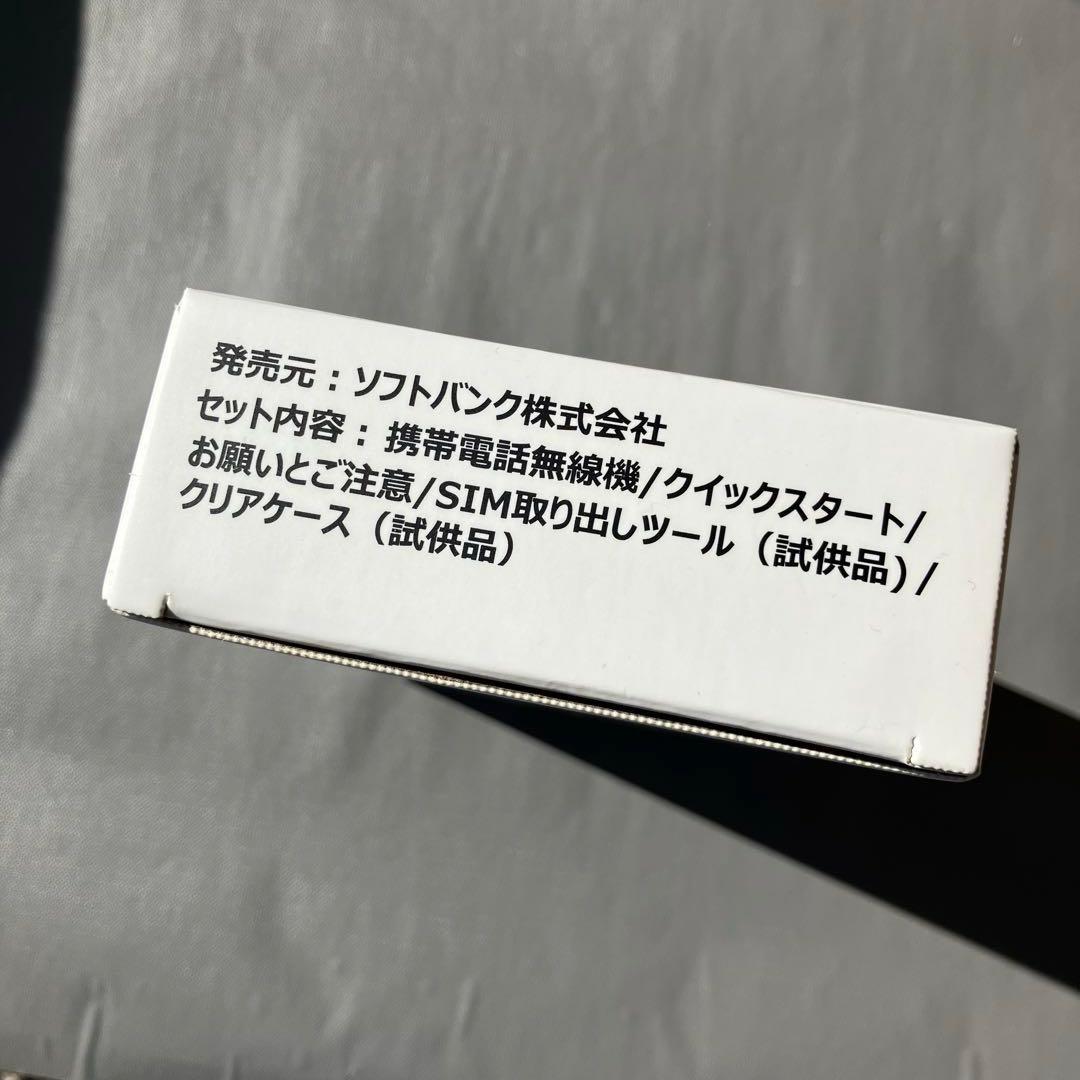 発売元：ソフトバンク株式会社
セット内容：携帯電話無線機/クイックスタート/
お願いとご注意/SIM取り出しツール（試供品）/
クリアケース（試供品）